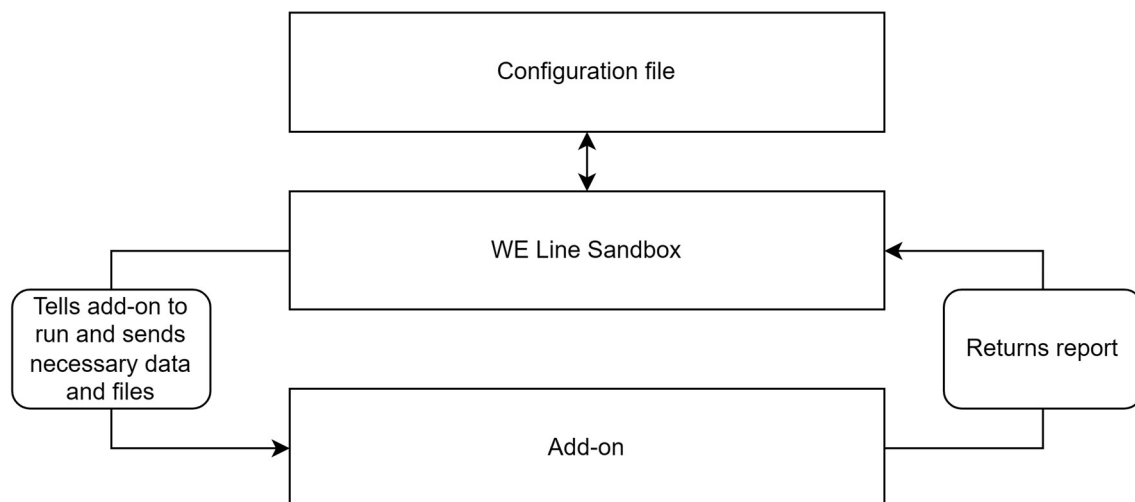 Configuration file
WE Line Sandbox
Tells add-on to
run and sends
necessary data
and files
Returns report
Add-on